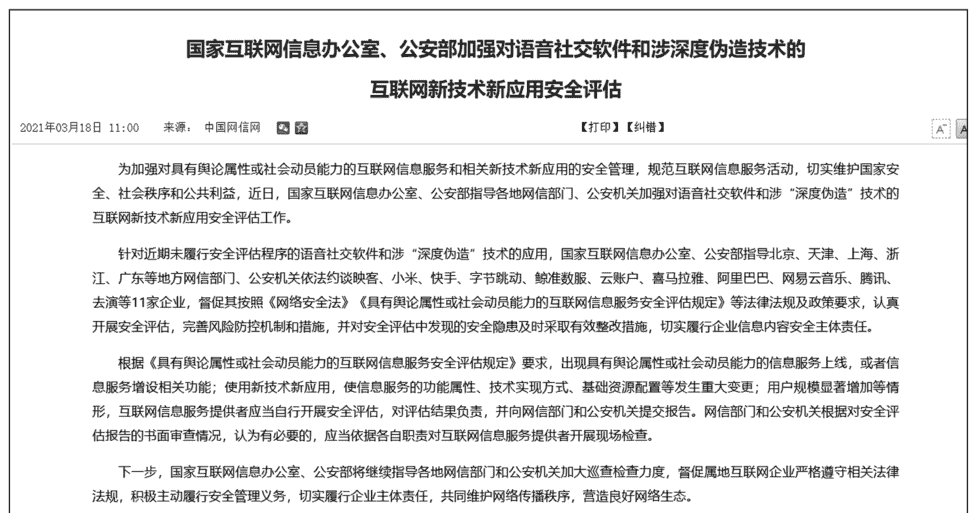 国家互联网信息办公室、公安部加强对语音社交软件和涉深度伪造技术的
互联网新技术新应用安全评估
2021年03月18日 11:00 来源： 中国网信网
【打印】【纠错】
A-
A
为加强对具有舆论属性或社会动员能力的互联网信息服务和相关新技术新应用的安全管理，规范互联网信息服务活动，切实维护国家安
全、社会秩序和公共利益，近日，国家互联网信息办公室、公安部指导各地网信部门、公安机关加强对语音社交软件和涉“深度伪造”技术的
互联网新技术新应用安全评估工作。
针对近期未履行安全评估程序的语音社交软件和涉“深度伪造”技术的应用，国家互联网信息办公室、公安部指导北京、天津、上海、浙
江、广东等地方网信部门、公安机关依法约谈映客、小米、快手、字节跳动、鲸准数服、云账户、喜马拉雅、阿里巴巴、网易云音乐、腾讯、
去演等11家企业，督促其按照《网络安全法》《具有舆论属性或社会动员能力的互联网信息服务安全评估规定》等法律法规及政策要求，认真
开展安全评估，完善风险防控机制和措施，并对安全评估中发现的安全隐患及时采取有效整改措施，切实履行企业信息内容安全主体责任。
根据《具有舆论属性或社会动员能力的互联网信息服务安全评估规定》要求，出现具有舆论属性或社会动员能力的信息服务上线，或者信
息服务增设相关功能；使用新技术新应用，使信息服务的功能属性、技术实现方式、基础资源配置等发生重大变更；用户规模显著增加等情
形，互联网信息服务提供者应当自行开展安全评估，对评估结果负责，并向网信部门和公安机关提交报告。网信部门和公安机关根据对安全评
估报告的书面审查情况，认为有必要的，应当依据各自职责对互联网信息服务提供者开展现场检查。
下一步，国家互联网信息办公室、公安部将继续指导各地网信部门和公安机关加大巡查检查力度，督促属地互联网企业严格遵守相关法律
法规，积极主动履行安全管理义务，切实履行企业主体责任，共同维护网络传播秩序，营造良好网络生态。